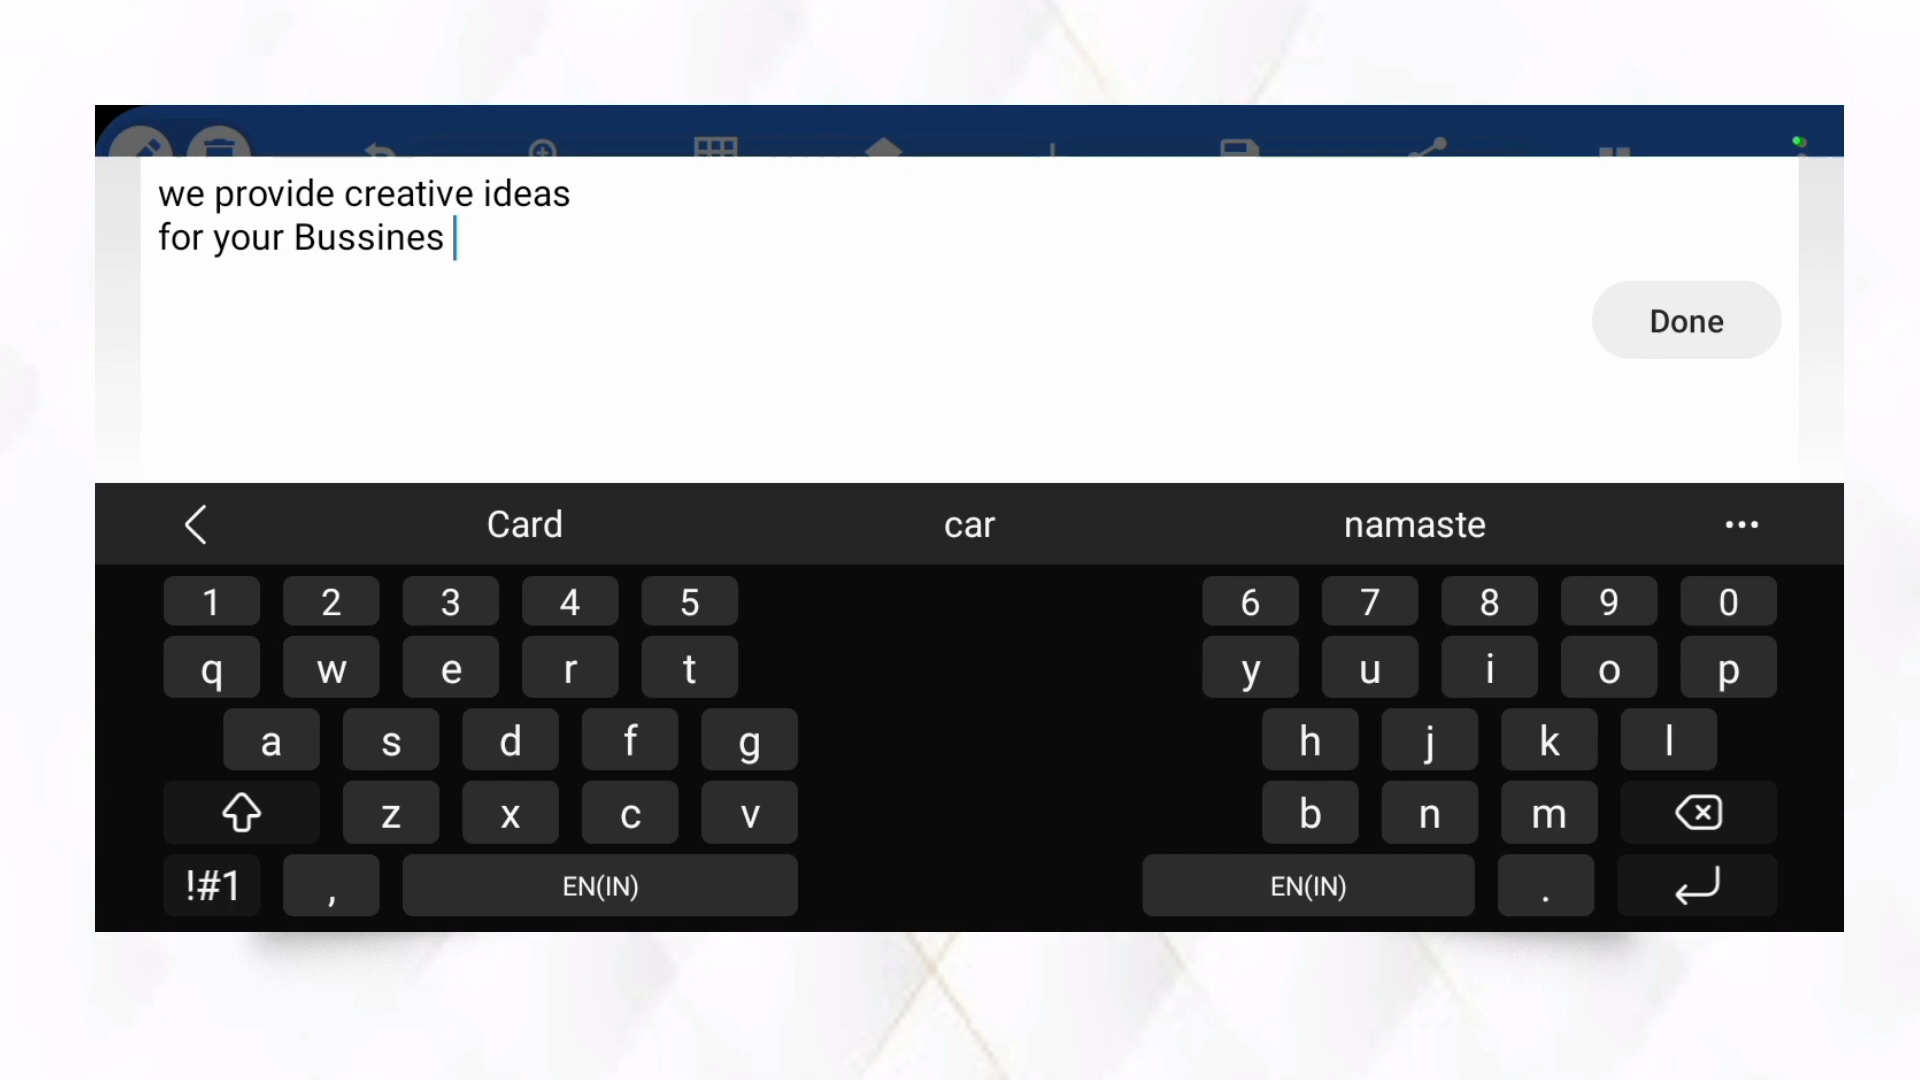 we provide creative ideas
for your Bussines
Done
Card car namaste
1 2 3 4 5 6 7 8 9 0
q w e r t y u i o p
a s d f g h j k l
z x c v b n m
!#1 , EN(IN) EN(IN) .